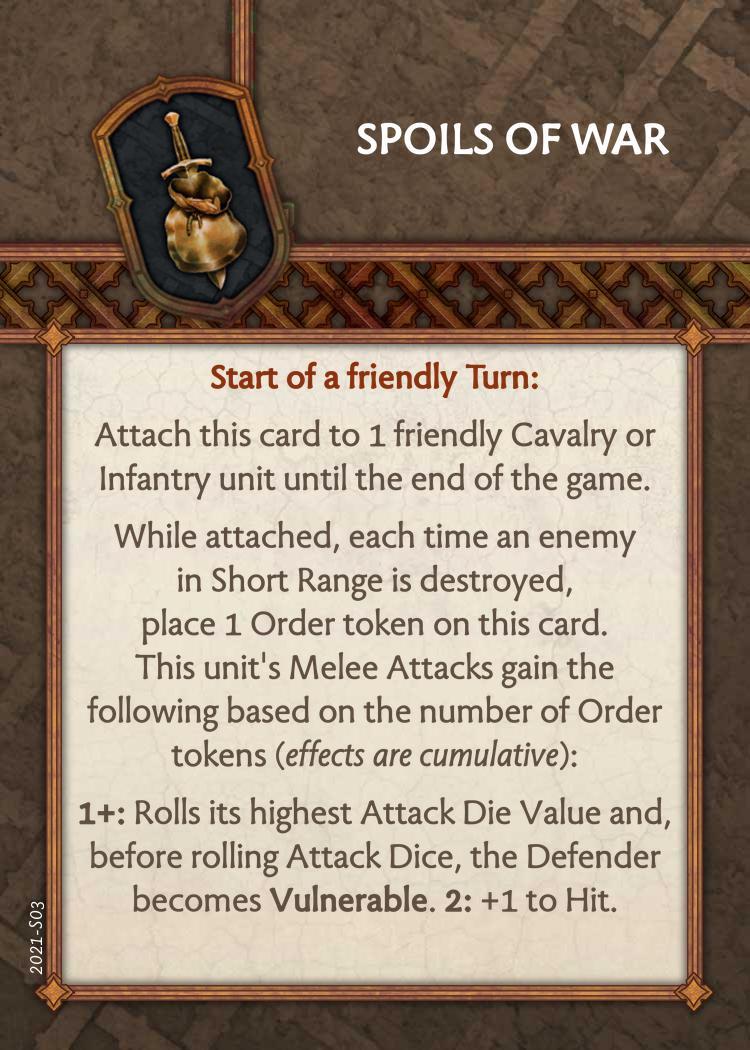 SPOILS OF WAR
Start of a friendly Turn:
Attach this card to 1 friendly Cavalry or
Infantry unit until the end of the game.
While attached, each time an enemy
in Short Range is destroyed,
place 1 Order token on this card.
This unit's Melee Attacks gain the
following based on the number of Order
tokens (effects are cumulative):
1+: Rolls its highest Attack Die Value and,
before rolling Attack Dice, the Defender
becomes Vulnerable. 2: +1 to Hit.
2021-S03